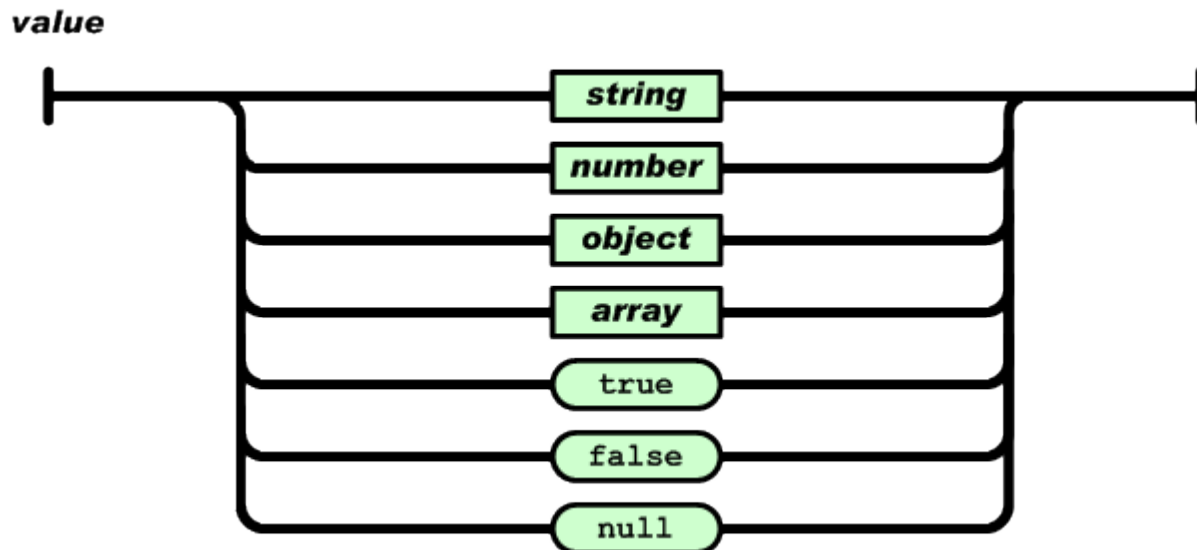 value
string
number
object
array
true
false
null